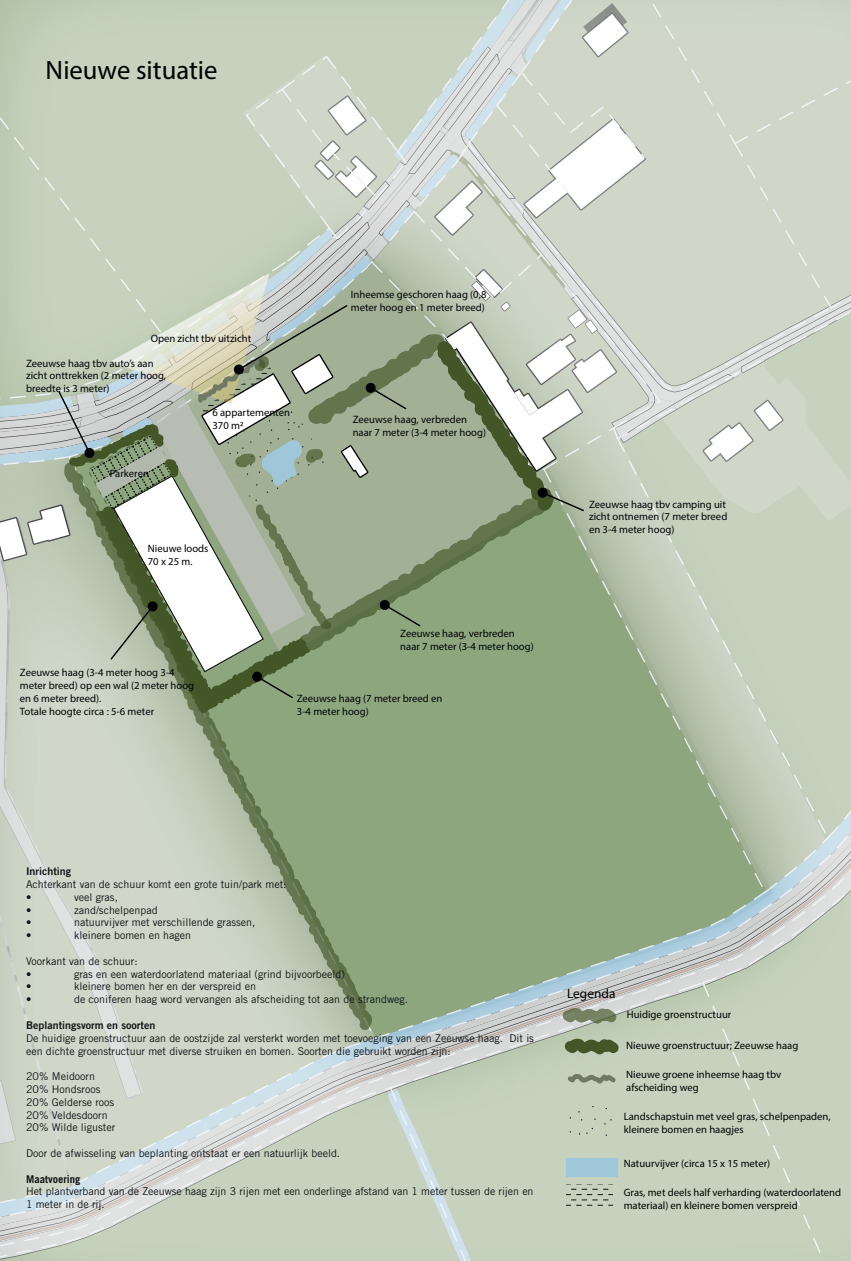 Nieuwe situatie
Inheemse geschoren haag (0,8
meter hoog en 1 meter breed)
Open zicht tbv uitzicht
Zeeuwse haag tbv auto's aan
zicht onttrekken (2 meter hoog,
breedte is 3 meter)
6 appartementen
370 m²
Zeeuwse haag, verbreden
naar 7 meter (3-4 meter hoog)
Parkeren
Zeeuwse haag tbv camping uit
zicht ontnemen (7 meter breed
en 3-4 meter hoog)
Nieuwe loods
70 x 25 m.
Zeeuwse haag, verbreden
naar 7 meter (3-4 meter hoog)
Zeeuwse haag (3-4 meter hoog 3-4
meter breed) op een wal (2 meter hoog
en 6 meter breed).
Totale hoogte circa : 5-6 meter
Zeeuwse haag (7 meter breed en
3-4 meter hoog)
Inrichting
Achterkant van de schuur komt een grote tuin/park met:
• veel gras,
• zand/schelpenpad
• natuurvijver met verschillende grassen,
• kleinere bomen en hagen
Voorkant van de schuur:
• gras en een waterdoorlatend materiaal (grind bijvoorbeeld)
• kleinere bomen her en der verspreid en
• de coniferen haag word vervangen als afscheiding tot aan de strandweg.
Beplantingsvorm en soorten
De huidige groenstructuur aan de oostzijde zal versterkt worden met toevoeging van een Zeeuwse haag. Dit is
een dichte groenstructuur met diverse struiken en bomen. Soorten die gebruikt worden zijn:
20% Meidoorn
20% Hondsroos
20% Gelderse roos
20% Veldesdoorn
20% Wilde liguster
Door de afwisseling van beplanting ontstaat er een natuurlijk beeld.
Maatvoering
Het plantverband van de Zeeuwse haag zijn 3 rijen met een onderlinge afstand van 1 meter tussen de rijen en
1 meter in de rij.
Legenda
Huidige groenstructuur
Nieuwe groenstructuur; Zeeuwse haag
Nieuwe groene inheemse haag tbv
afscheiding weg
Landschapstuin met veel gras, schelpenpaden,
kleinere bomen en haagjes
Natuurvijver (circa 15 x 15 meter)
Gras, met deels half verharding (waterdoorlatend
materiaal) en kleinere bomen verspreid